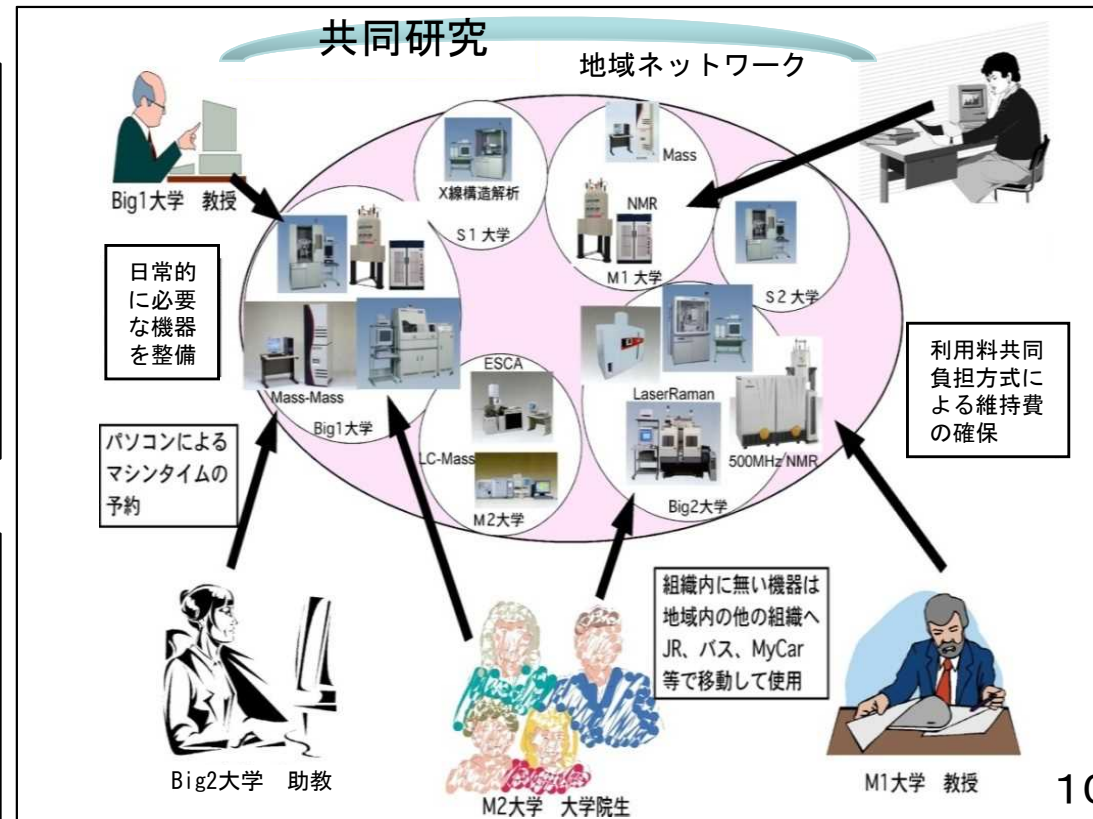 共同研究
地域ネットワーク
Big1大学　教授
X線構造解析
S1大学
Mass
NMR
M1大学
S2大学
日常的
に必要
な機器
を整備
Mass-Mass
Big1大学
ESCA
LC-Mass
M2大学
LaserRaman
500MHz/NMR
Big2大学
利用料共同
負担方式に
よる維持費
の確保
パソコンによる
マシンタイムの
予約
組織内に無い機器は
地域内の他の組織へ
JR、バス、MyCar
等で移動して使用
Big2大学　助教
M2大学　大学院生
M1大学　教授
10